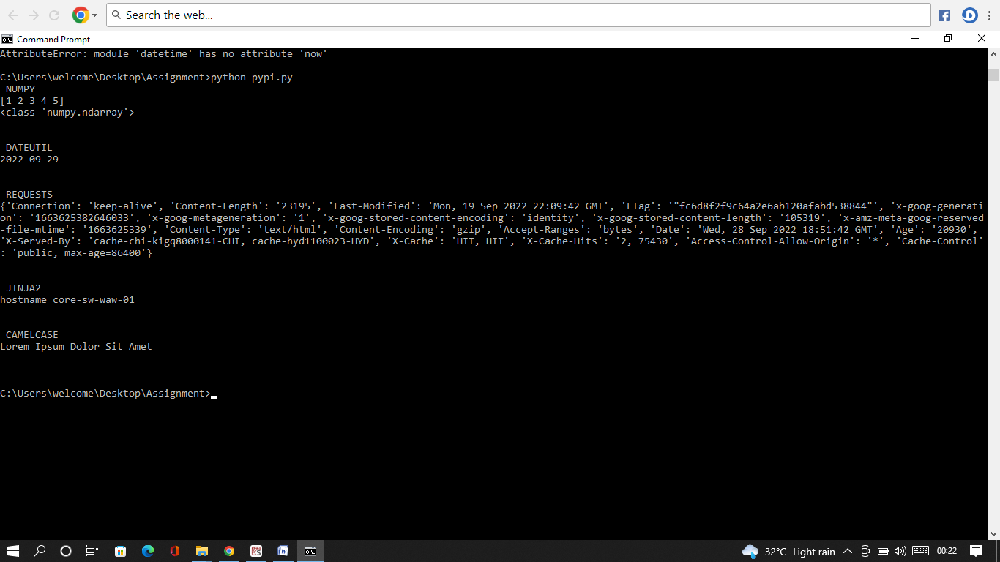 Search the web...
Command Prompt
AttributeError: module 'datetime' has no attribute 'now'
C:\Users\welcome\Desktop\Assignment>python pypi.py
NUMPY
[1 2 3 4 5]
<class 'numpy.ndarray'>
DATEUTIL
2022-09-29
REQUESTS
{'Connection': 'keep-alive', 'Content-Length': '23195', 'Last-Modified': 'Mon, 19 Sep 2022 22:09:42 GMT', 'ETag': '"fc6d8f2f9c64a2e6ab120afabd538844"', 'x-goog-generati
on': '1663625382646033', 'x-goog-metageneration': '1', 'x-goog-stored-content-encoding': 'identity', 'x-goog-stored-content-length': '105319', 'x-amz-meta-goog-reserved
-file-mtime': '1663625339', 'Content-Type': 'text/html', 'Content-Encoding': 'gzip', 'Accept-Ranges': 'bytes', 'Date': 'Wed, 28 Sep 2022 18:51:42 GMT', 'Age': '20930',
'X-Served-By': 'cache-chi-kigq8000141-CHI, cache-hyd1100023-HYD', 'X-Cache': 'HIT, HIT', 'X-Cache-Hits': '2, 75430', 'Access-Control-Allow-Origin': '*', 'Cache-Control'
: 'public, max-age=86400'}
JINJA2
hostname core-sw-waw-01
CAMELCASE
Lorem Ipsum Dolor Sit Amet
C:\Users\welcome\Desktop\Assignment>
32°C Light rain 00:22